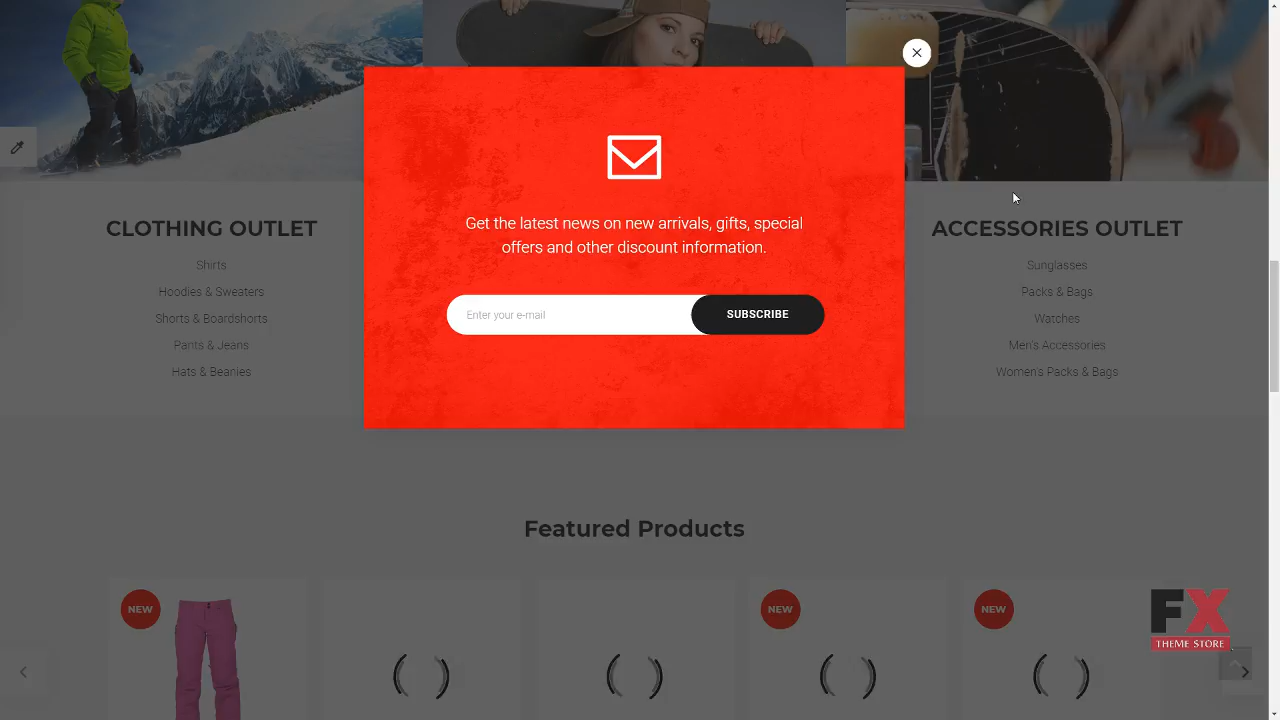 Get the latest news on new arrivals, gifts, special
offers and other discount information.
Enter your e-mail
SUBSCRIBE
CLOTHING OUTLET
Shirts
Hoodies & Sweaters
Shorts & Boardshorts
Pants & Jeans
Hats & Beanies
ACCESSORIES OUTLET
Sunglasses
Packs & Bags
Watches
Men's Accessories
Women's Packs & Bags
Featured Products
NEW
NEW
NEW
FX
THEME STORE